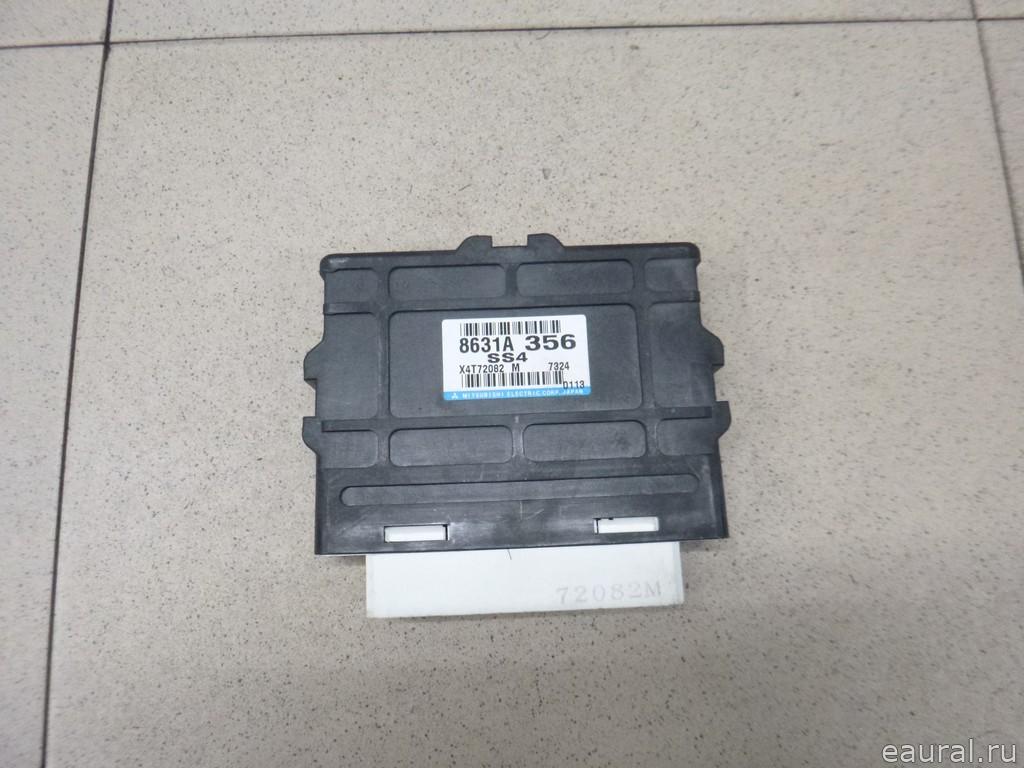 8631A 356
SS4
X4T72082 M 7324
D113
MITSUBISHI ELECTRIC CORP. JAPAN
72082M
eaural.ru